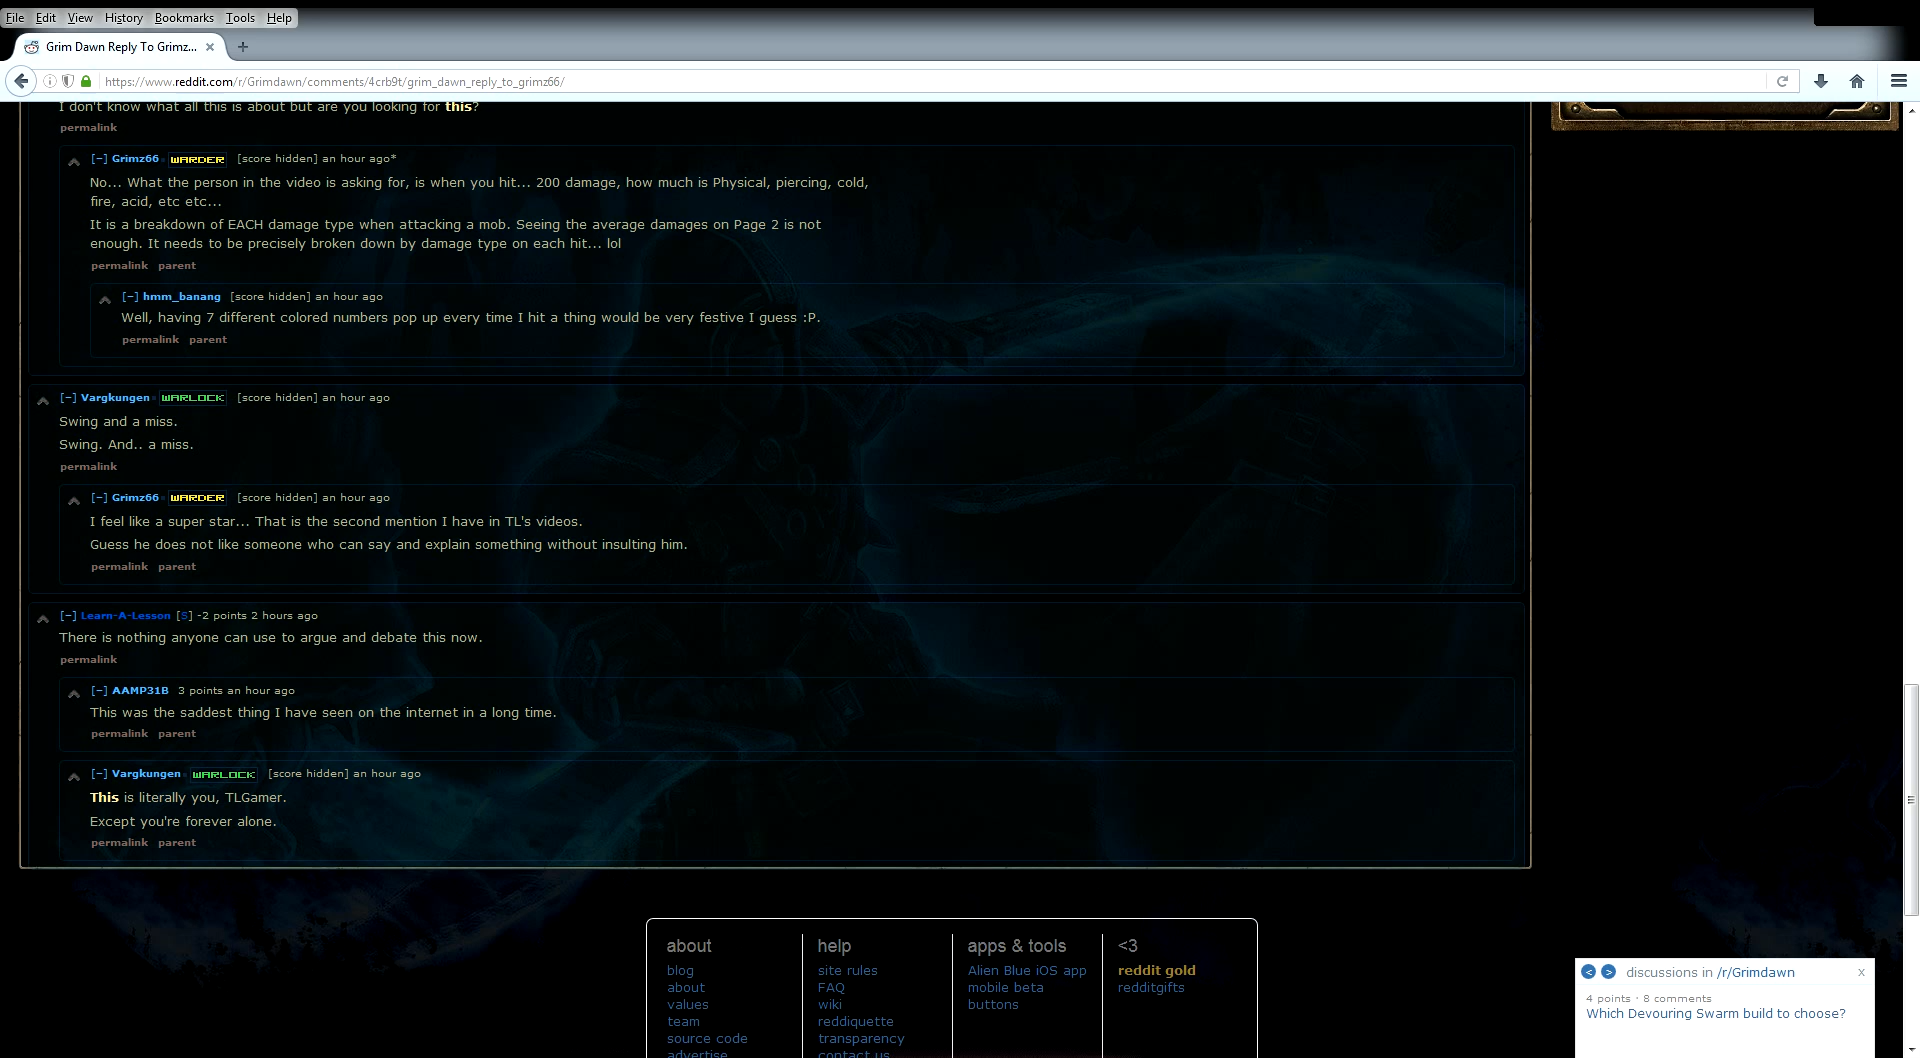 File Edit View History Bookmarks Tools Help
Grim Dawn Reply To Grimz... × +
https://www.reddit.com/r/Grimdawn/comments/4crb9t/grim_dawn_reply_to_grimz66/
I don't know what all this is about but are you looking for this?
permalink
[–] Grimz66 WARDER [score hidden] an hour ago*
No... What the person in the video is asking for, is when you hit... 200 damage, how much is Physical, piercing, cold,
fire, acid, etc etc...
It is a breakdown of EACH damage type when attacking a mob. Seeing the average damages on Page 2 is not
enough. It needs to be precisely broken down by damage type on each hit... lol
permalink parent
[–] hmm_banang [score hidden] an hour ago
Well, having 7 different colored numbers pop up every time I hit a thing would be very festive I guess :P.
permalink parent
[–] Vargkungen WARLOCK [score hidden] an hour ago
Swing and a miss.
Swing. And.. a miss.
permalink
[–] Grimz66 WARDER [score hidden] an hour ago
I feel like a super star... That is the second mention I have in TL's videos.
Guess he does not like someone who can say and explain something without insulting him.
permalink parent
[–] Learn-A-Lesson [S] -2 points 2 hours ago
There is nothing anyone can use to argue and debate this now.
permalink
[–] AAMP31B 3 points an hour ago
This was the saddest thing I have seen on the internet in a long time.
permalink parent
[–] Vargkungen WARLOCK [score hidden] an hour ago
This is literally you, TLGamer.
Except you're forever alone.
permalink parent
about
blog
about
values
team
source code
advertise
help
site rules
FAQ
wiki
reddiquette
transparency
contact us
apps & tools
Alien Blue iOS app
mobile beta
buttons
<3
reddit gold
redditgifts
< > discussions in /r/Grimdawn x
4 points · 8 comments
Which Devouring Swarm build to choose?